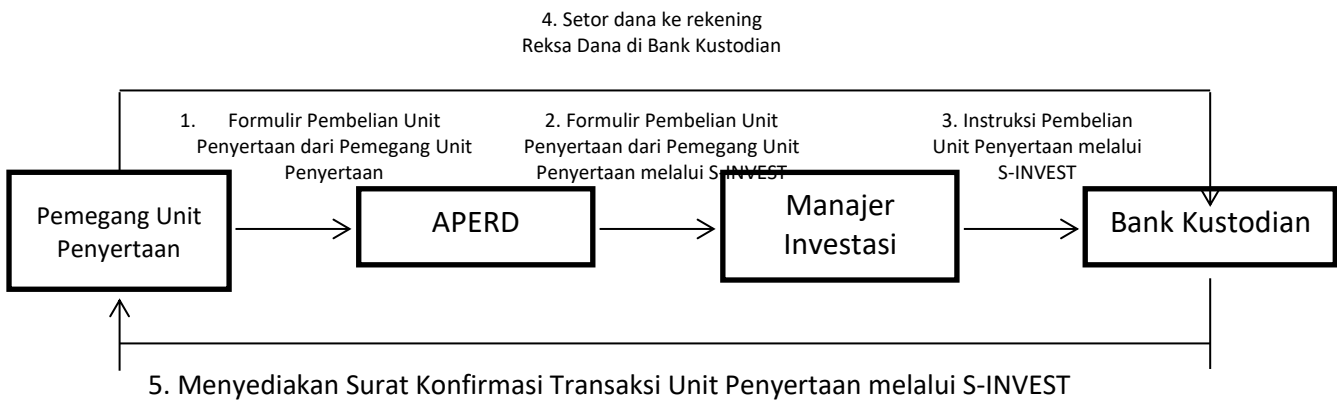 4. Setor dana ke rekening
Reksa Dana di Bank Kustodian
1. Formulir Pembelian Unit
Penyertaan dari Pemegang Unit
Penyertaan
2. Formulir Pembelian Unit
Penyertaan dari Pemegang Unit
Penyertaan melalui S-INVEST
3. Instruksi Pembelian
Unit Penyertaan melalui
S-INVEST
Pemegang Unit
Penyertaan
APERD
Manajer
Investasi
Bank Kustodian
5. Menyediakan Surat Konfirmasi Transaksi Unit Penyertaan melalui S-INVEST